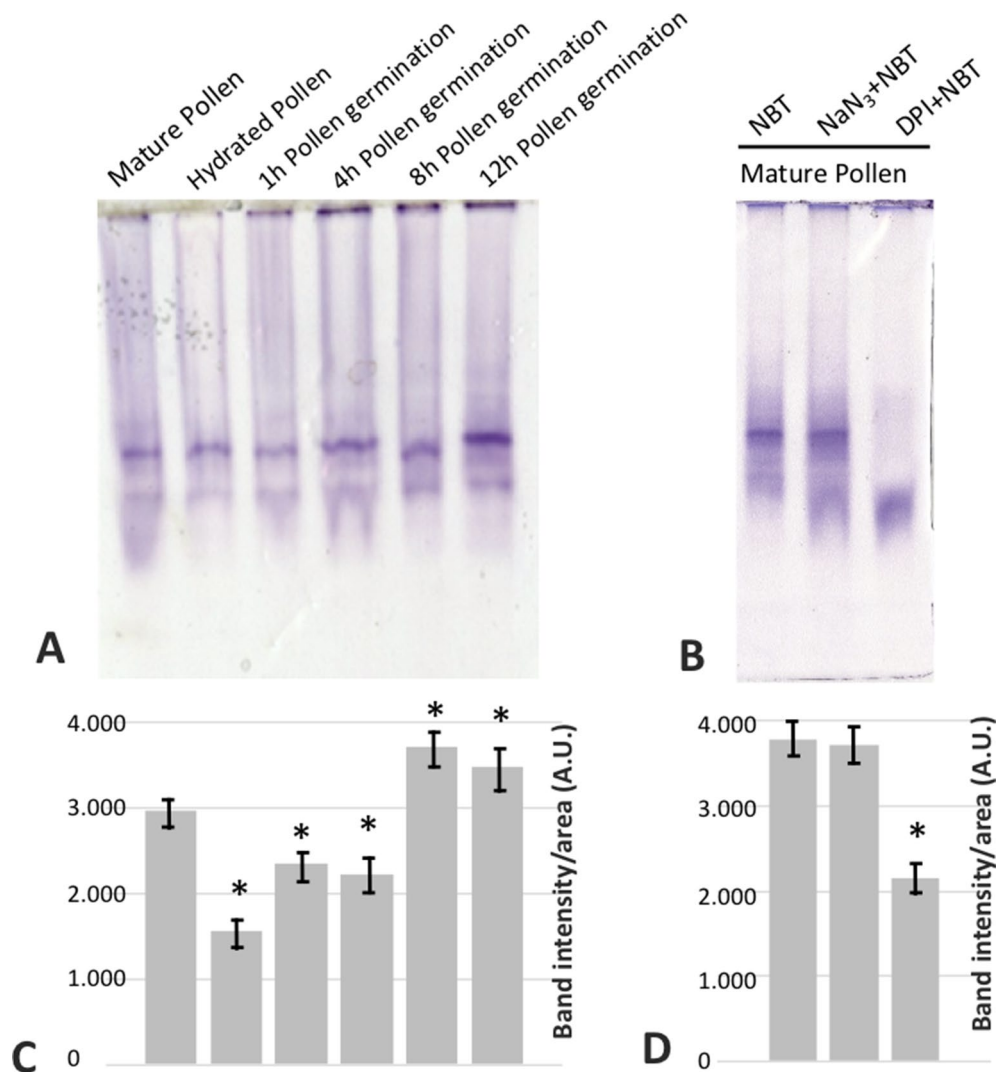 Mature Pollen
Hydrated Pollen
1h Pollen germination
4h Pollen germination
8h Pollen germination
12h Pollen germination
NBT
NaN₃+NBT
DPI+NBT
Mature Pollen
A
B
4.000
3.000
2.000
1.000
0
*
*
*
*
*
Band intensity/area (A.U.)
C
4.000
3.000
2.000
1.000
0
*
Band intensity/area (A.U.)
D